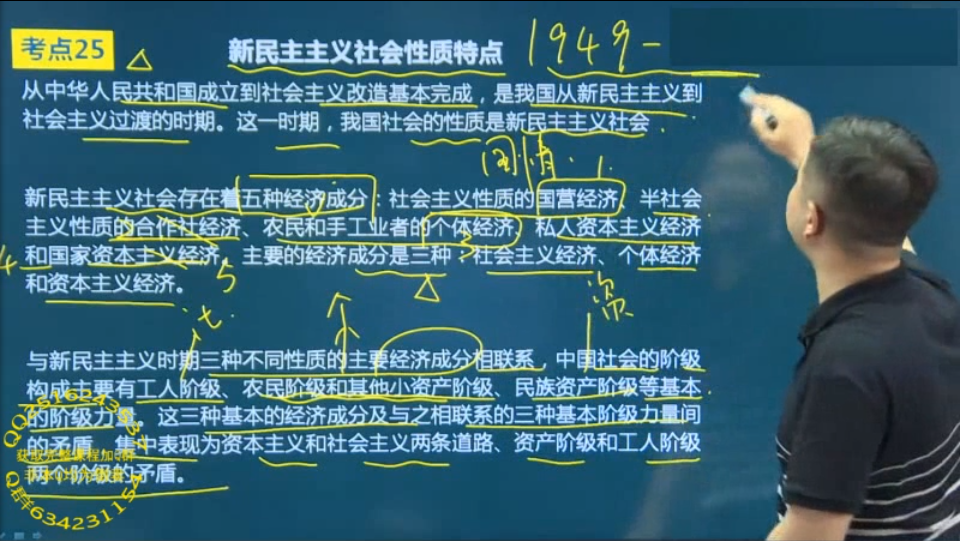 考点25
新民主主义社会性质特点
1949-
从中华人民共和国成立到社会主义改造基本完成，是我国从新民主主义到
社会主义过渡的时期。这一时期，我国社会的性质是新民主主义社会
国情
新民主主义社会存在着五种经济成分：社会主义性质的国营经济、半社会
主义性质的合作社经济、农民和手工业者的个体经济、私人资本主义经济
和国家资本主义经济。主要的经济成分是三种：社会主义经济、个体经济
和资本主义经济。
4
3
5
资
与新民主主义时期三种不同性质的主要经济成分相联系，中国社会的阶级
构成主要有工人阶级、农民阶级和其他小资产阶级、民族资产阶级等基本
的阶级力量。这三种基本的经济成分及与之相联系的三种基本阶级力量间
的矛盾，集中表现为资本主义和社会主义两条道路、资产阶级和工人阶级
两个阶级的矛盾。
获取完整课程加Q群
634231154